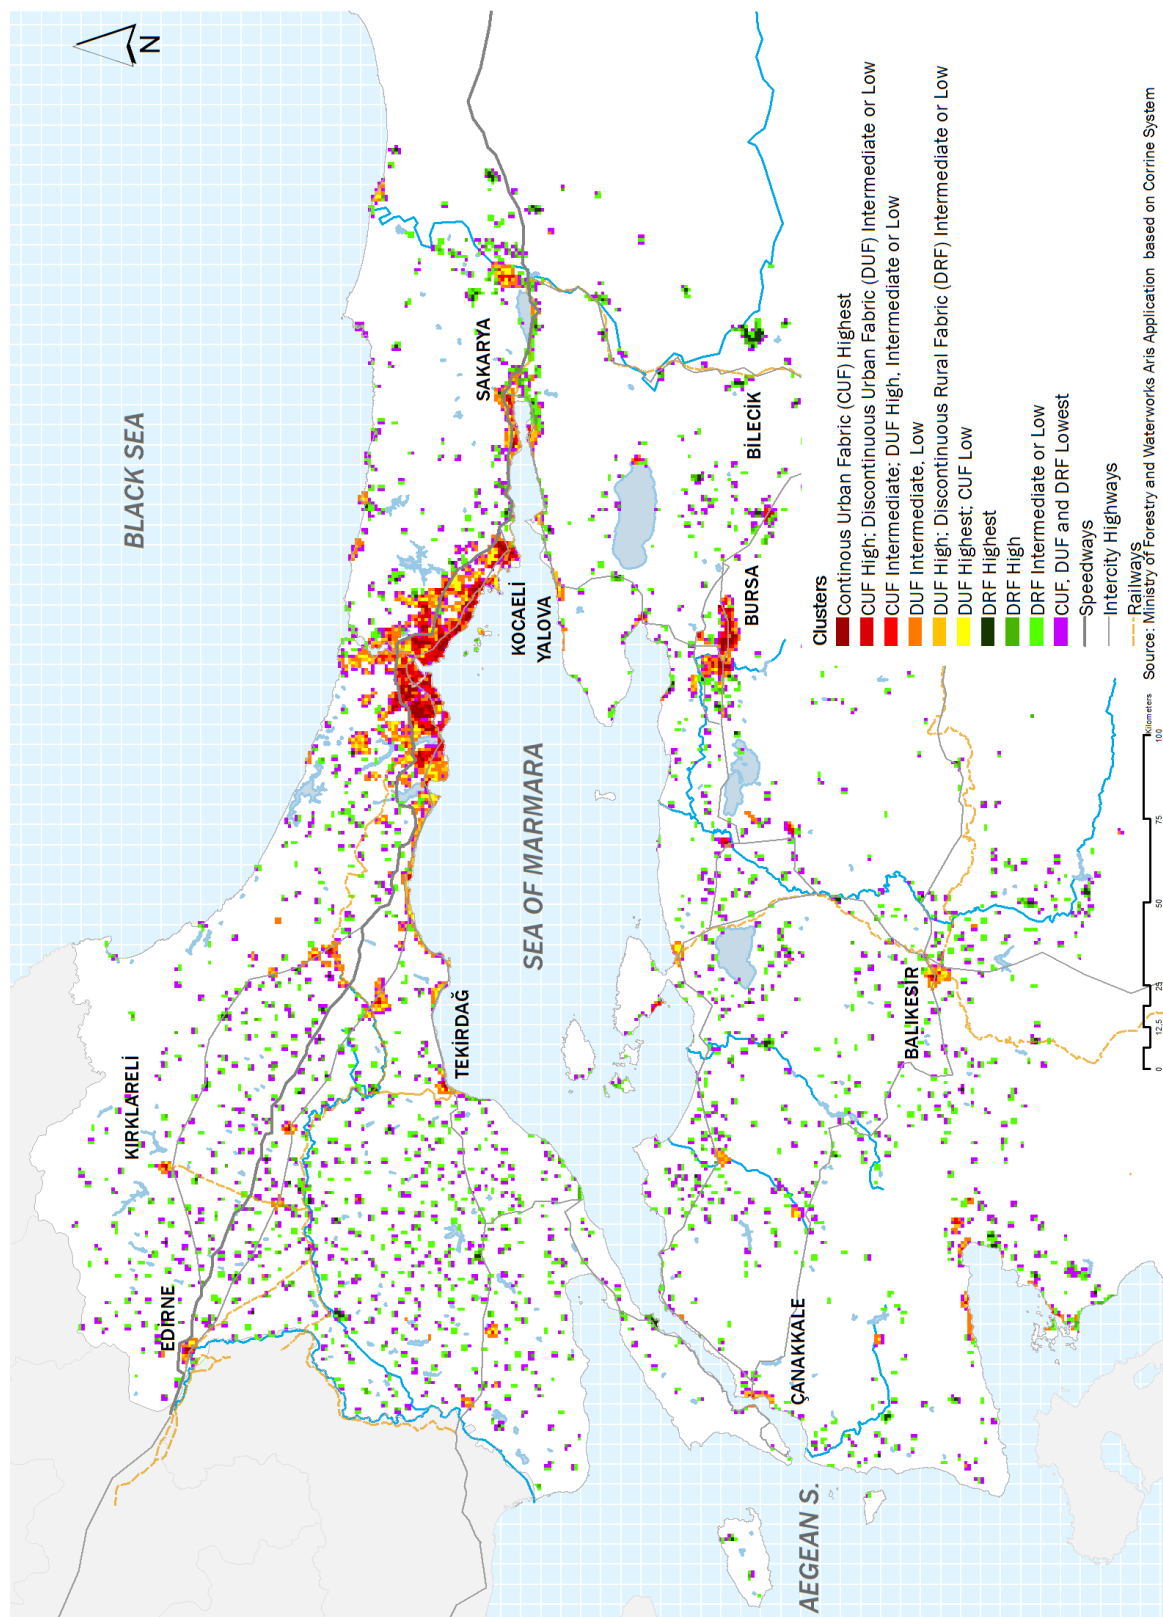 N
BLACK SEA
KIRKLARELİ
EDİRNE
TEKİRDAĞ
SAKARYA
KOCAELİ
YALOVA
SEA OF MARMARA
BİLECİK
BURSA
BALIKESİR
ÇANAKKALE
AEGEAN S.
Clusters
Continous Urban Fabric (CUF) Highest
CUF High; Discontinuous Urban Fabric (DUF) Intermediate or Low
CUF Intermediate; DUF High, Intermediate or Low
DUF Intermediate, Low
DUF High; Discontinuous Rural Fabric (DRF) Intermediate or Low
DUF Highest; CUF Low
DRF Highest
DRF High
DRF Intermediate or Low
CUF, DUF and DRF Lowest
Speedways
Intercity Highways
Railways
Source: Ministry of Forestry and Waterworks Aris Application based on Corrine System
Kilometers
0 12,5 25 50 75 100